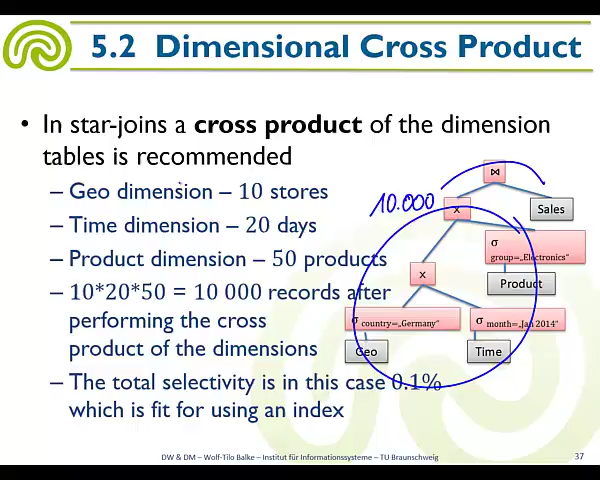 5.2 Dimensional Cross Product
• In star-joins a cross product of the dimension
tables is recommended
– Geo dimension – 10 stores
– Time dimension – 20 days
– Product dimension – 50 products
– 10*20*50 = 10 000 records after
performing the cross
product of the dimensions
– The total selectivity is in this case 0.1%
which is fit for using an index
⋈
10.000
x
Sales
σ
group=„Electronics“
x
Product
σ country=„Germany“
σ month=„Jan 2014“
Geo
Time
DW & DM – Wolf-Tilo Balke – Institut für Informationssysteme – TU Braunschweig
37